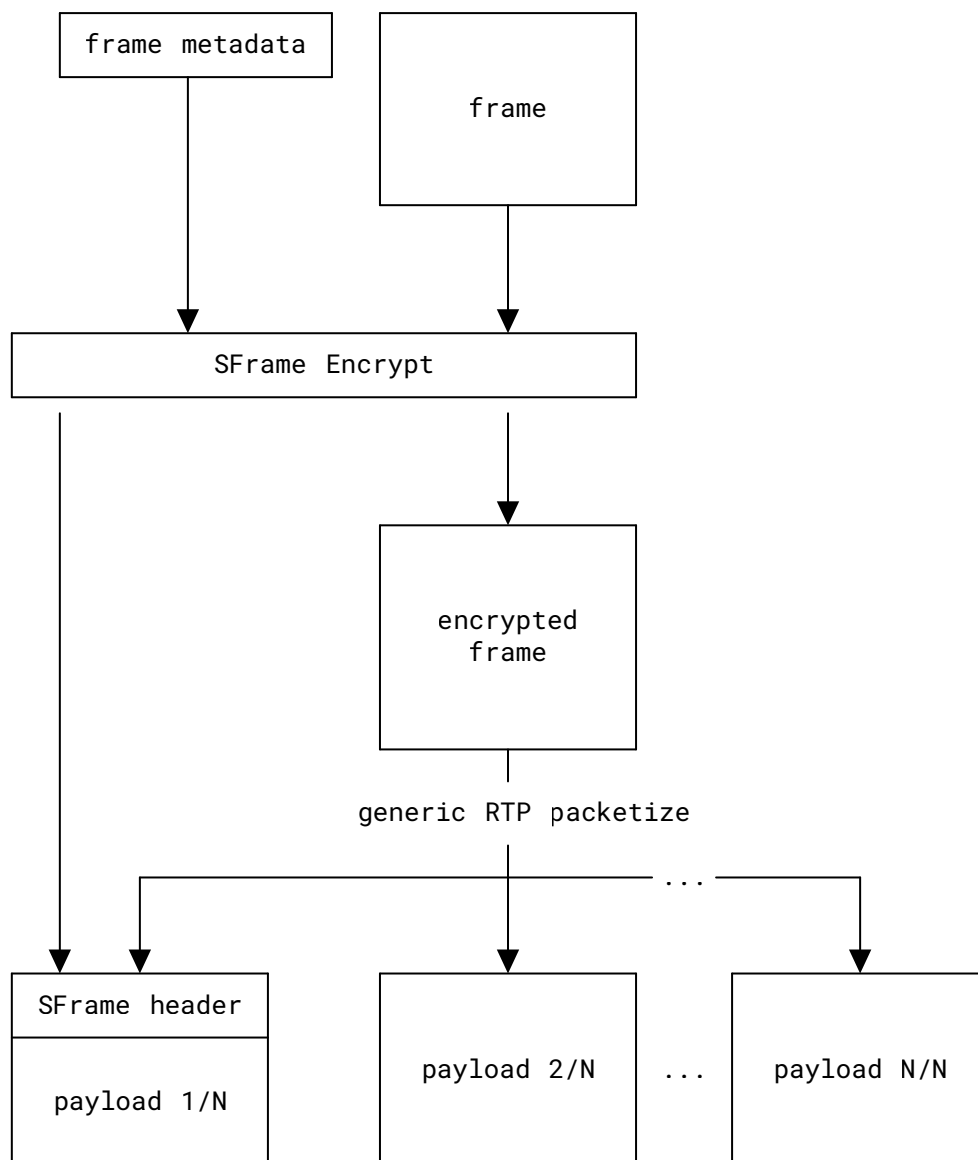 frame metadata
frame
SFrame Encrypt
encrypted
frame
generic RTP packetize
...
SFrame header
payload 1/N
payload 2/N
...
payload N/N